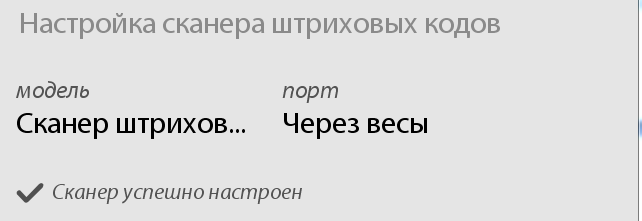 Настройка сканера штриховых кодов
модель порт
Сканер штрихов... Через весы
Сканер успешно настроен